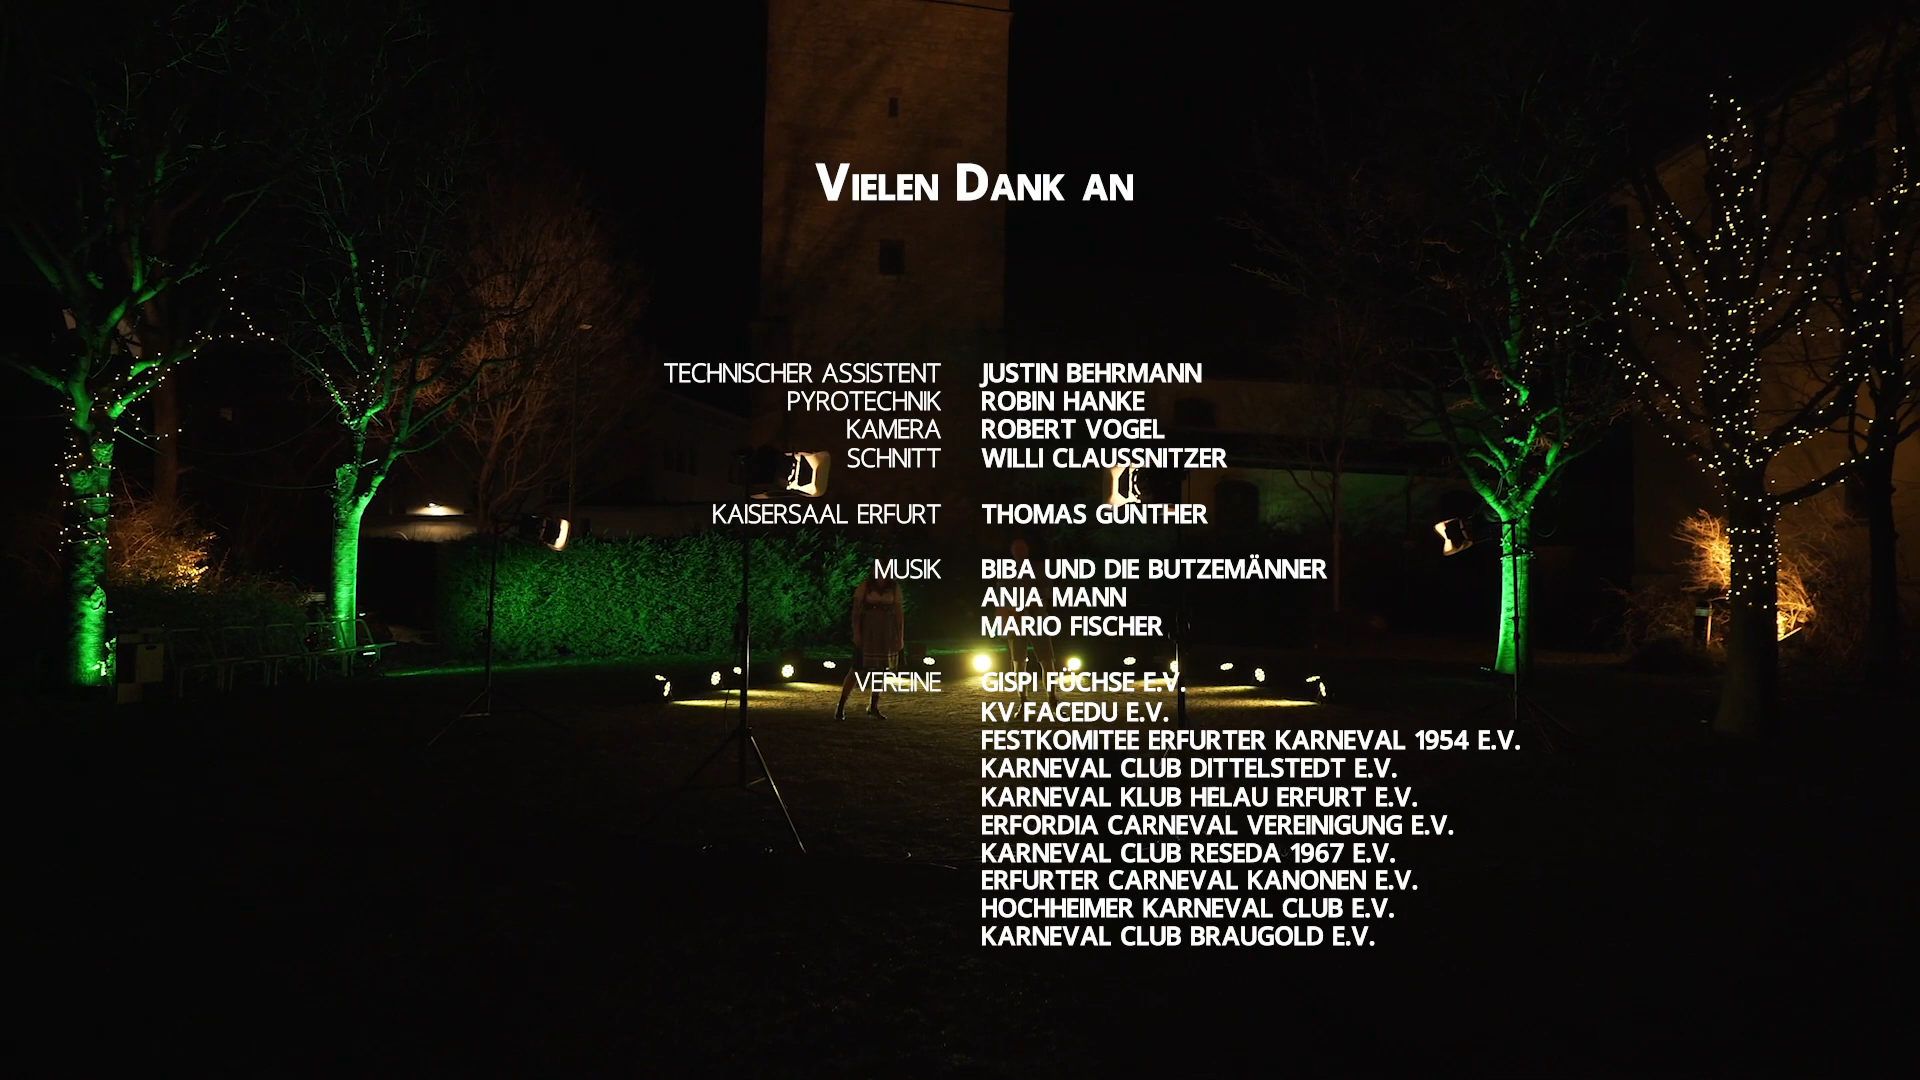 Vielen Dank an
TECHNISCHER ASSISTENT JUSTIN BEHRMANN
PYROTECHNIK ROBIN HANKE
KAMERA ROBERT VOGEL
SCHNITT WILLI CLAUSSNITZER
KAISERSAAL ERFURT THOMAS GÜNTHER
MUSIK BIBA UND DIE BUTZEMÄNNER
ANJA MANN
MARIO FISCHER
VEREINE GISPI FÜCHSE E.V.
KV FACEDU E.V.
FESTKOMITEE ERFURTER KARNEVAL 1954 E.V.
KARNEVAL CLUB DITTELSTEDT E.V.
KARNEVAL KLUB HELAU ERFURT E.V.
ERFORDIA CARNEVAL VEREINIGUNG E.V.
KARNEVAL CLUB RESEDA 1967 E.V.
ERFURTER CARNEVAL KANONEN E.V.
HOCHHEIMER KARNEVAL CLUB E.V.
KARNEVAL CLUB BRAUGOLD E.V.